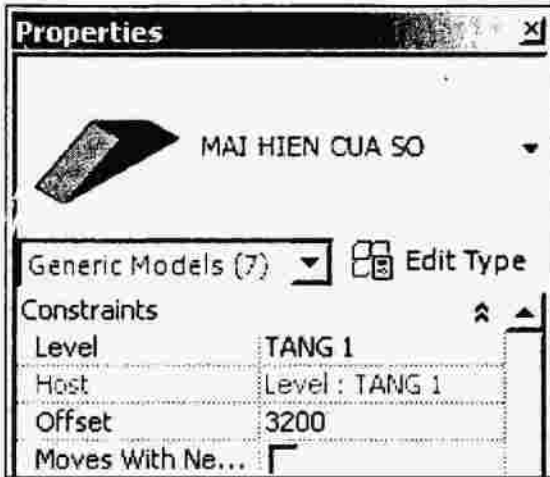 Properties
MAI HIEN CUA SO
Generic Models (7) Edit Type
Constraints
Level TANG 1
Host Level : TANG 1
Offset 3200
Moves With Ne...